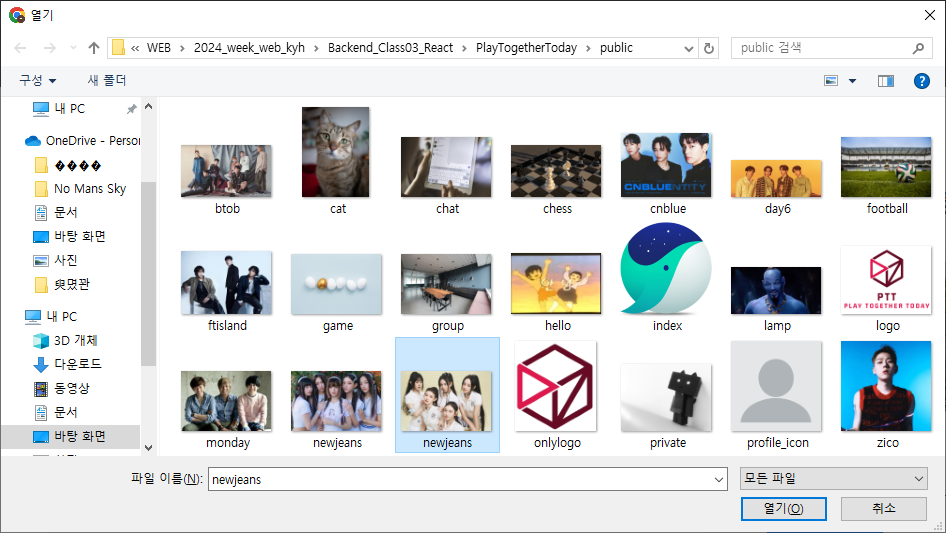 열기
« WEB > 2024_week_web_kyh > Backend_Class03_React > PlayTogetherToday > public
public 검색
구성
새 폴더
내 PC
OneDrive - Person
����
No Mans Sky
문서
바탕 화면
사진
내 PC
3D 개체
다운로드
동영상
문서
바탕 화면
btob
cat
chat
chess
CNBLUENTITY
cnblue
day6
football
ftisland
game
group
hello
index
lamp
PTT
PLAY TOGETHER TODAY
logo
monday
newjeans
newjeans
onlylogo
private
profile_icon
zico
파일 이름(N):
newjeans
모든 파일
열기(O)
취소